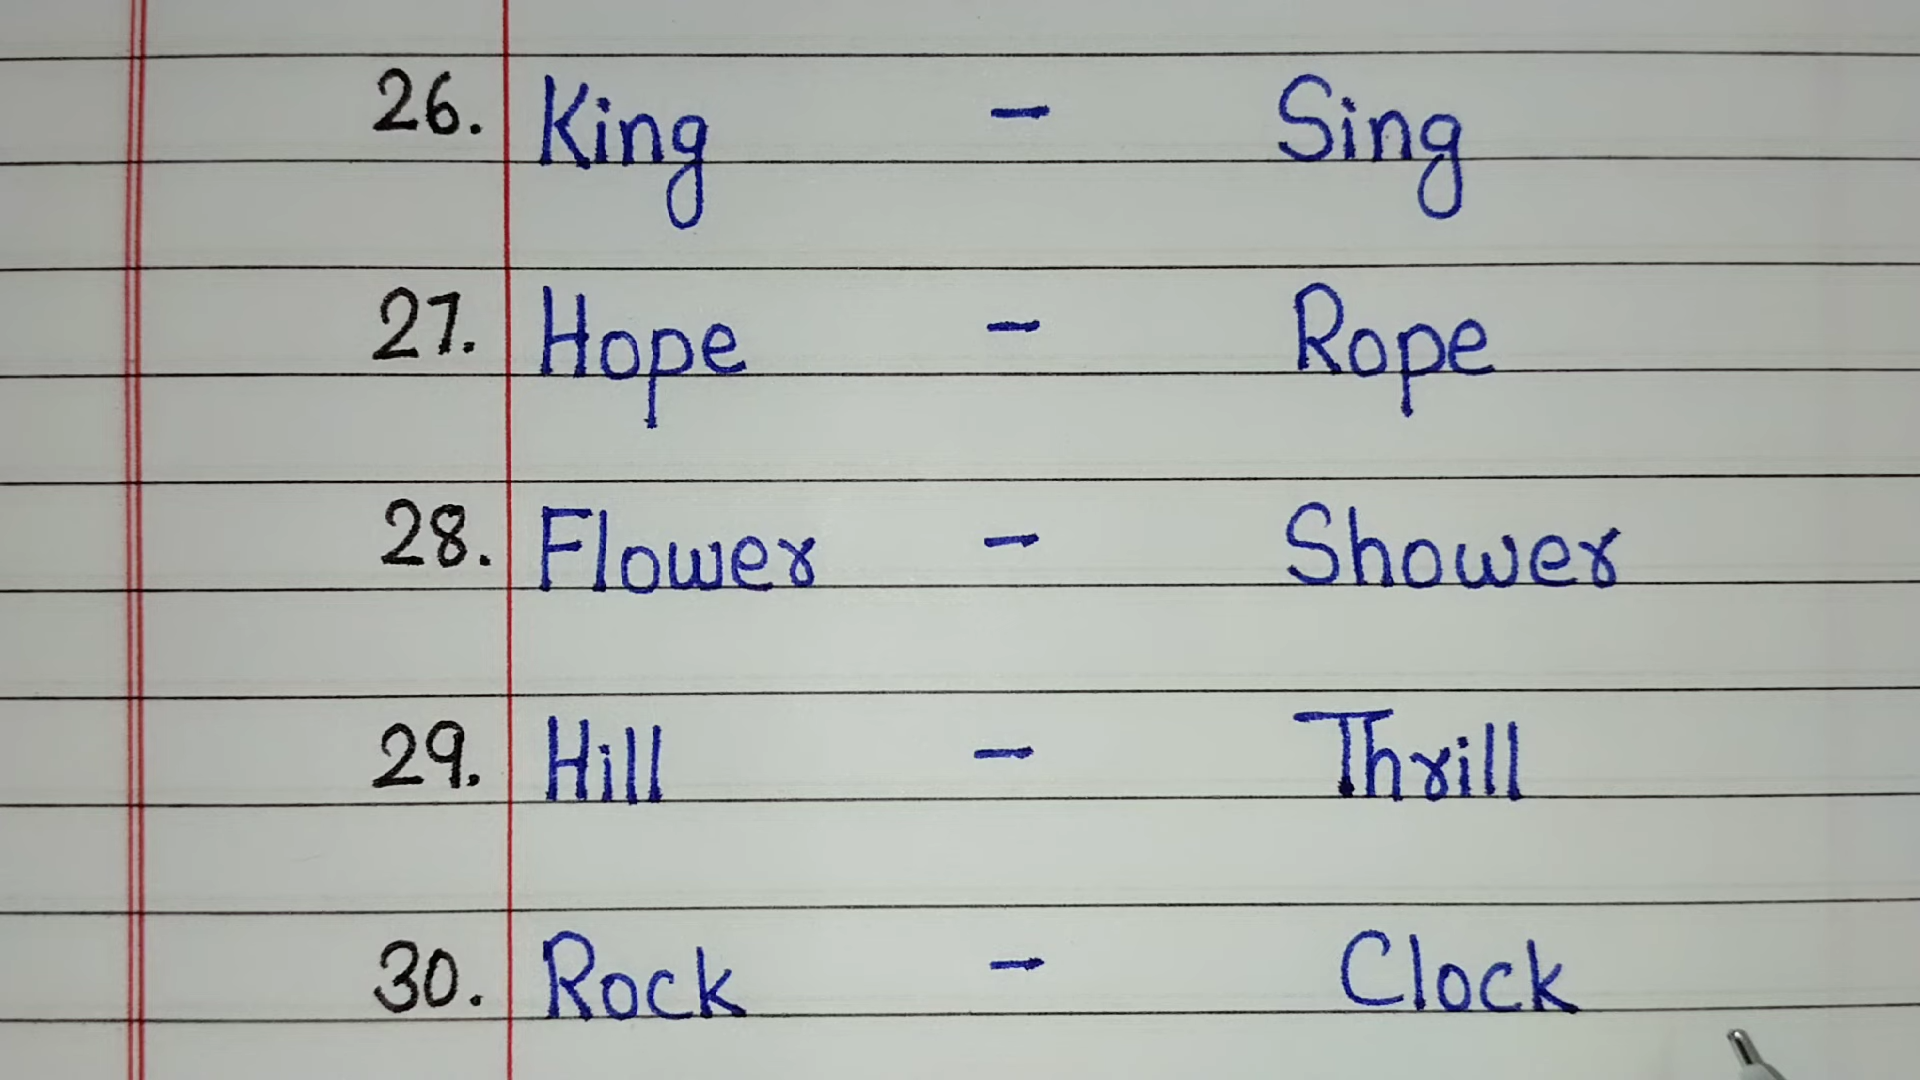 26. King - Sing
27. Hope - Rope
28. Flower - Shower
29. Hill - Thrill
30. Rock - Clock